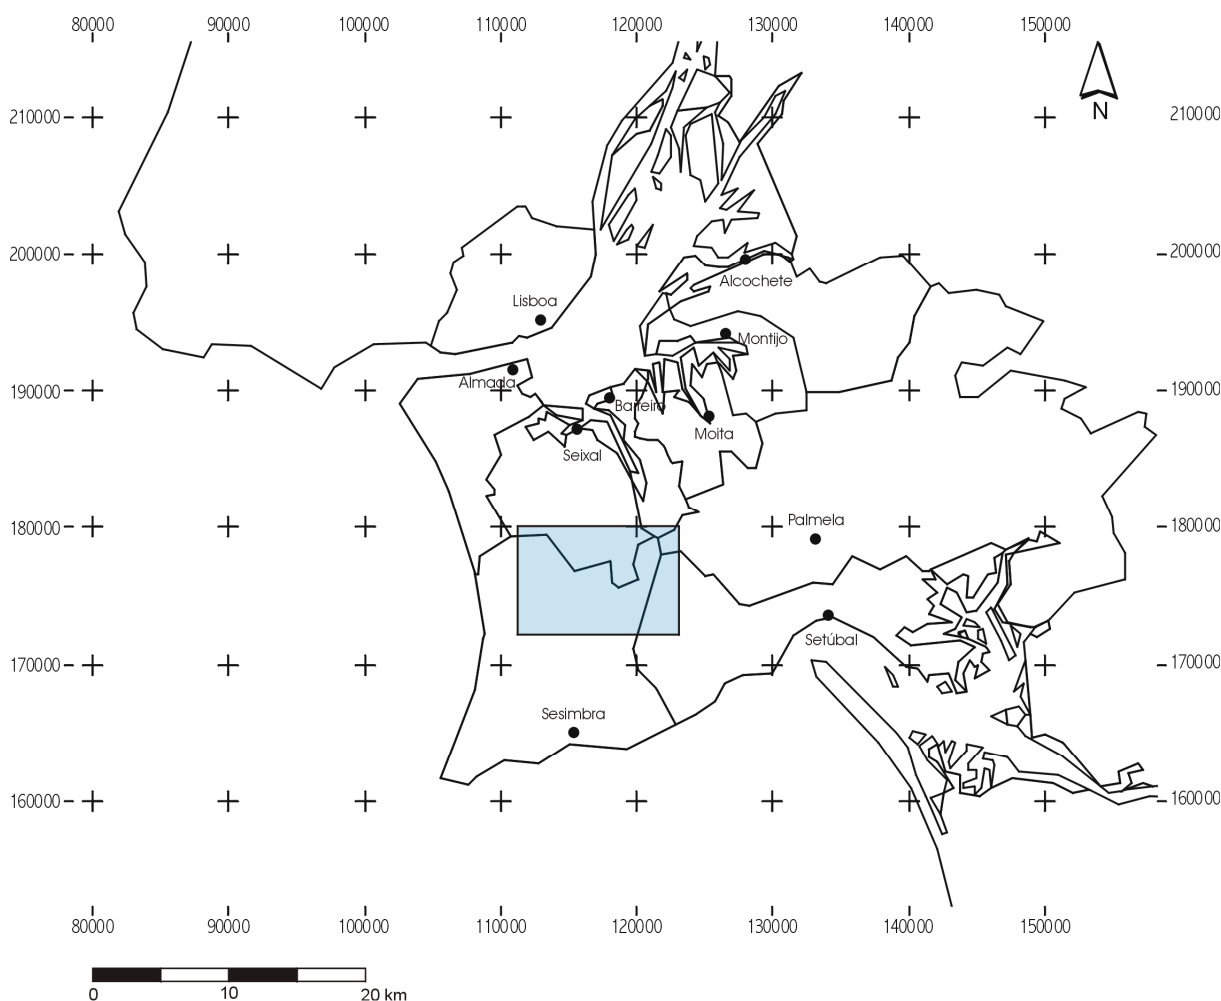 80000 90000 100000 110000 120000 130000 140000 150000
N
210000 210000
200000 200000
Alcochete
Lisboa
Montijo
Almada
190000 190000
Barreiro
Moita
Seixal
Palmela
180000 180000
Setúbal
170000 170000
Sesimbra
160000 160000
80000 90000 100000 110000 120000 130000 140000 150000
0 10 20 km